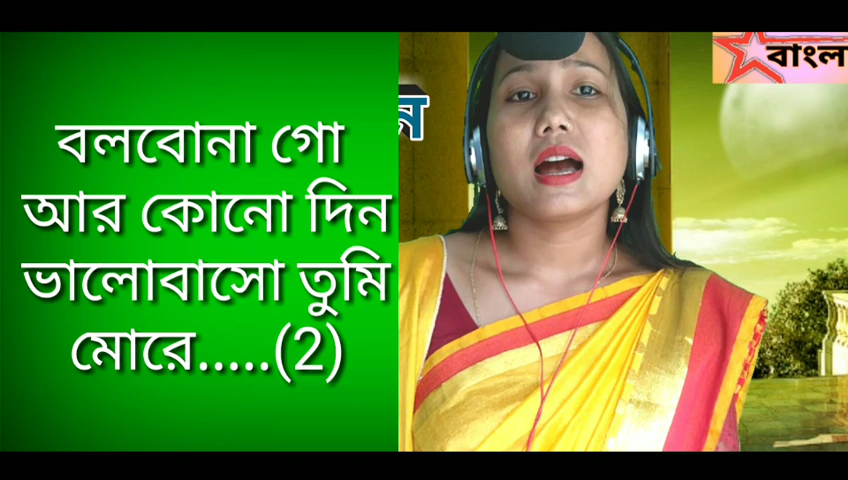 বলবোনা গো
আর কোনো দিন
ভালোবাসো তুমি
মোরে.....(2)